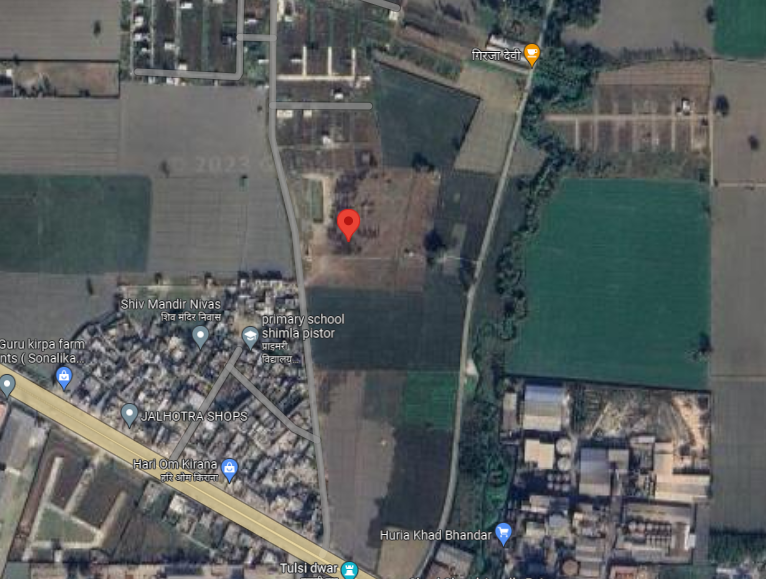 गिरजा देवी
© 2023
Shiv Mandir Nivas
शिव मंदिर निवास
primary school
shimla pistor
प्राइमरी
विद्यालय
Guru kirpa farm
nts ( Sonalika...
JALHOTRA SHOPS
Hari Om Kirana
हरि ओम किराना
Huria Khad Bhandar
Tulsi dwar